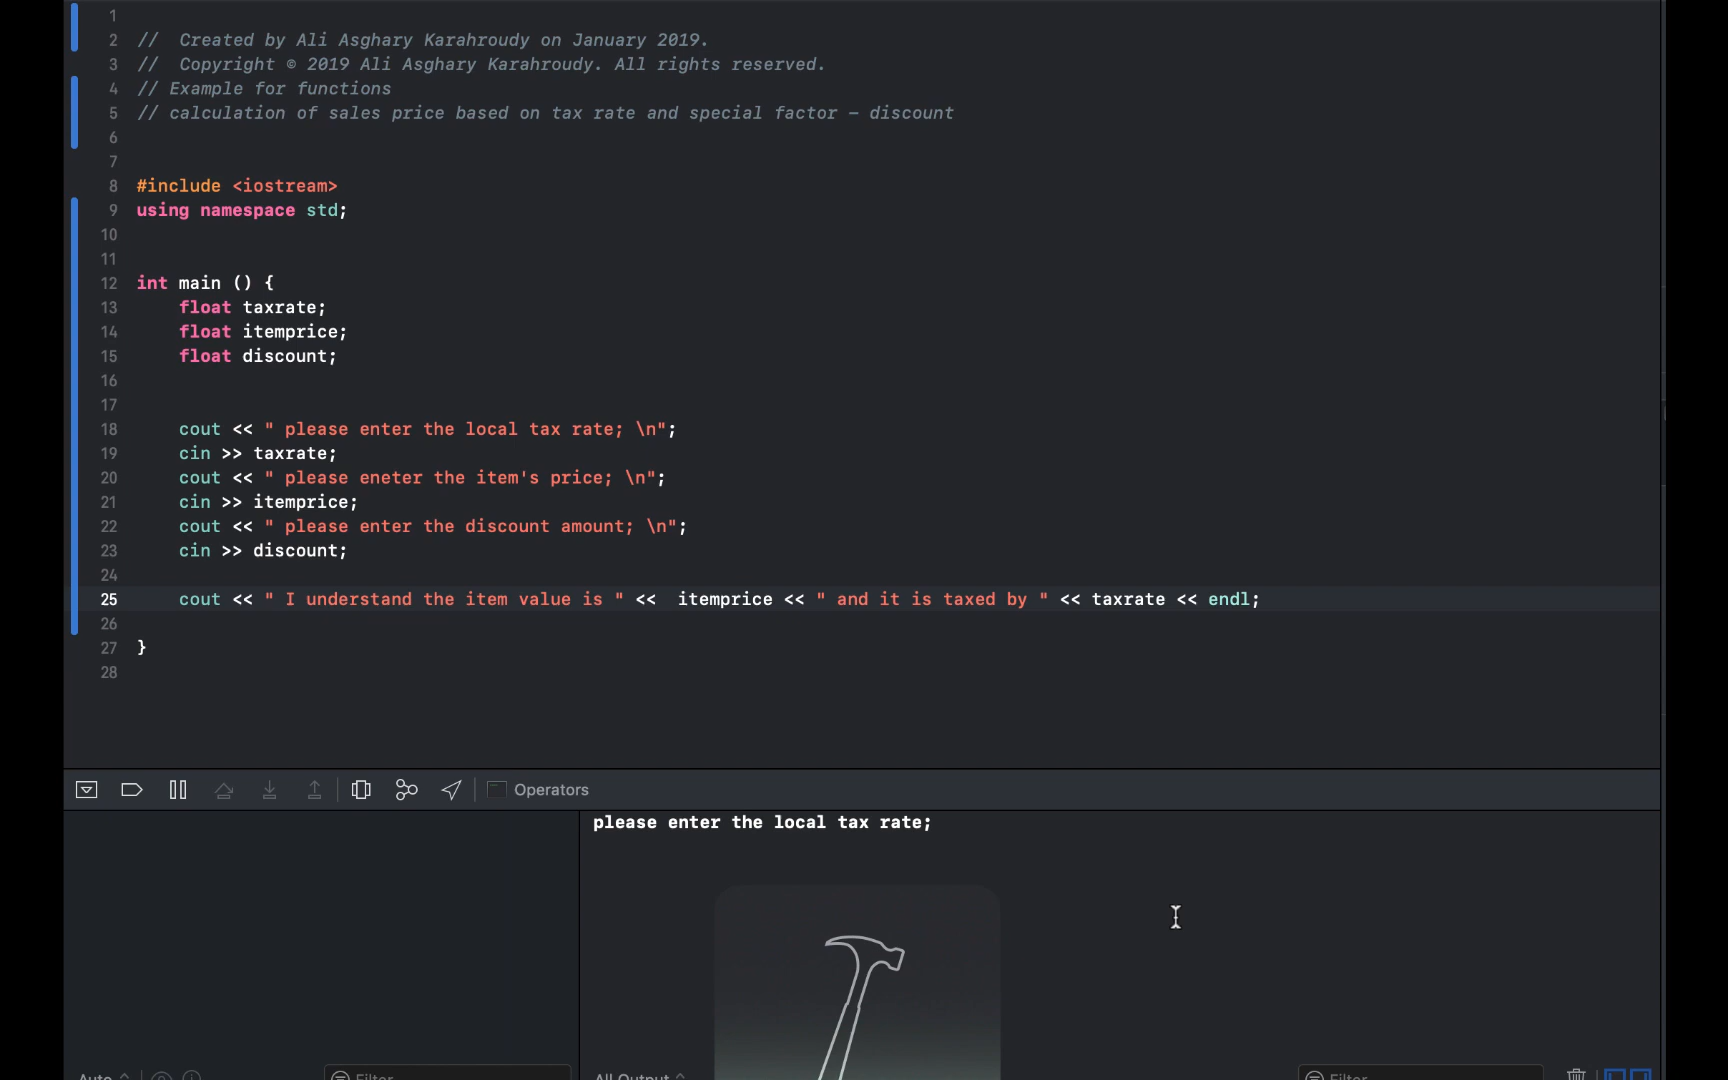 1
2 //  Created by Ali Asghary Karahroudy on January 2019.
3 //  Copyright © 2019 Ali Asghary Karahroudy. All rights reserved.
4 // Example for functions
5 // calculation of sales price based on tax rate and special factor – discount
6
7
8 #include <iostream>
9 using namespace std;
10
11
12 int main () {
13     float taxrate;
14     float itemprice;
15     float discount;
16
17
18     cout << " please enter the local tax rate; \n";
19     cin >> taxrate;
20     cout << " please eneter the item's price; \n";
21     cin >> itemprice;
22     cout << " please enter the discount amount; \n";
23     cin >> discount;
24
25     cout << " I understand the item value is " <<  itemprice << " and it is taxed by " << taxrate << endl;
26
27 }
28
Operators
please enter the local tax rate;
Auto Filter All Output Filter